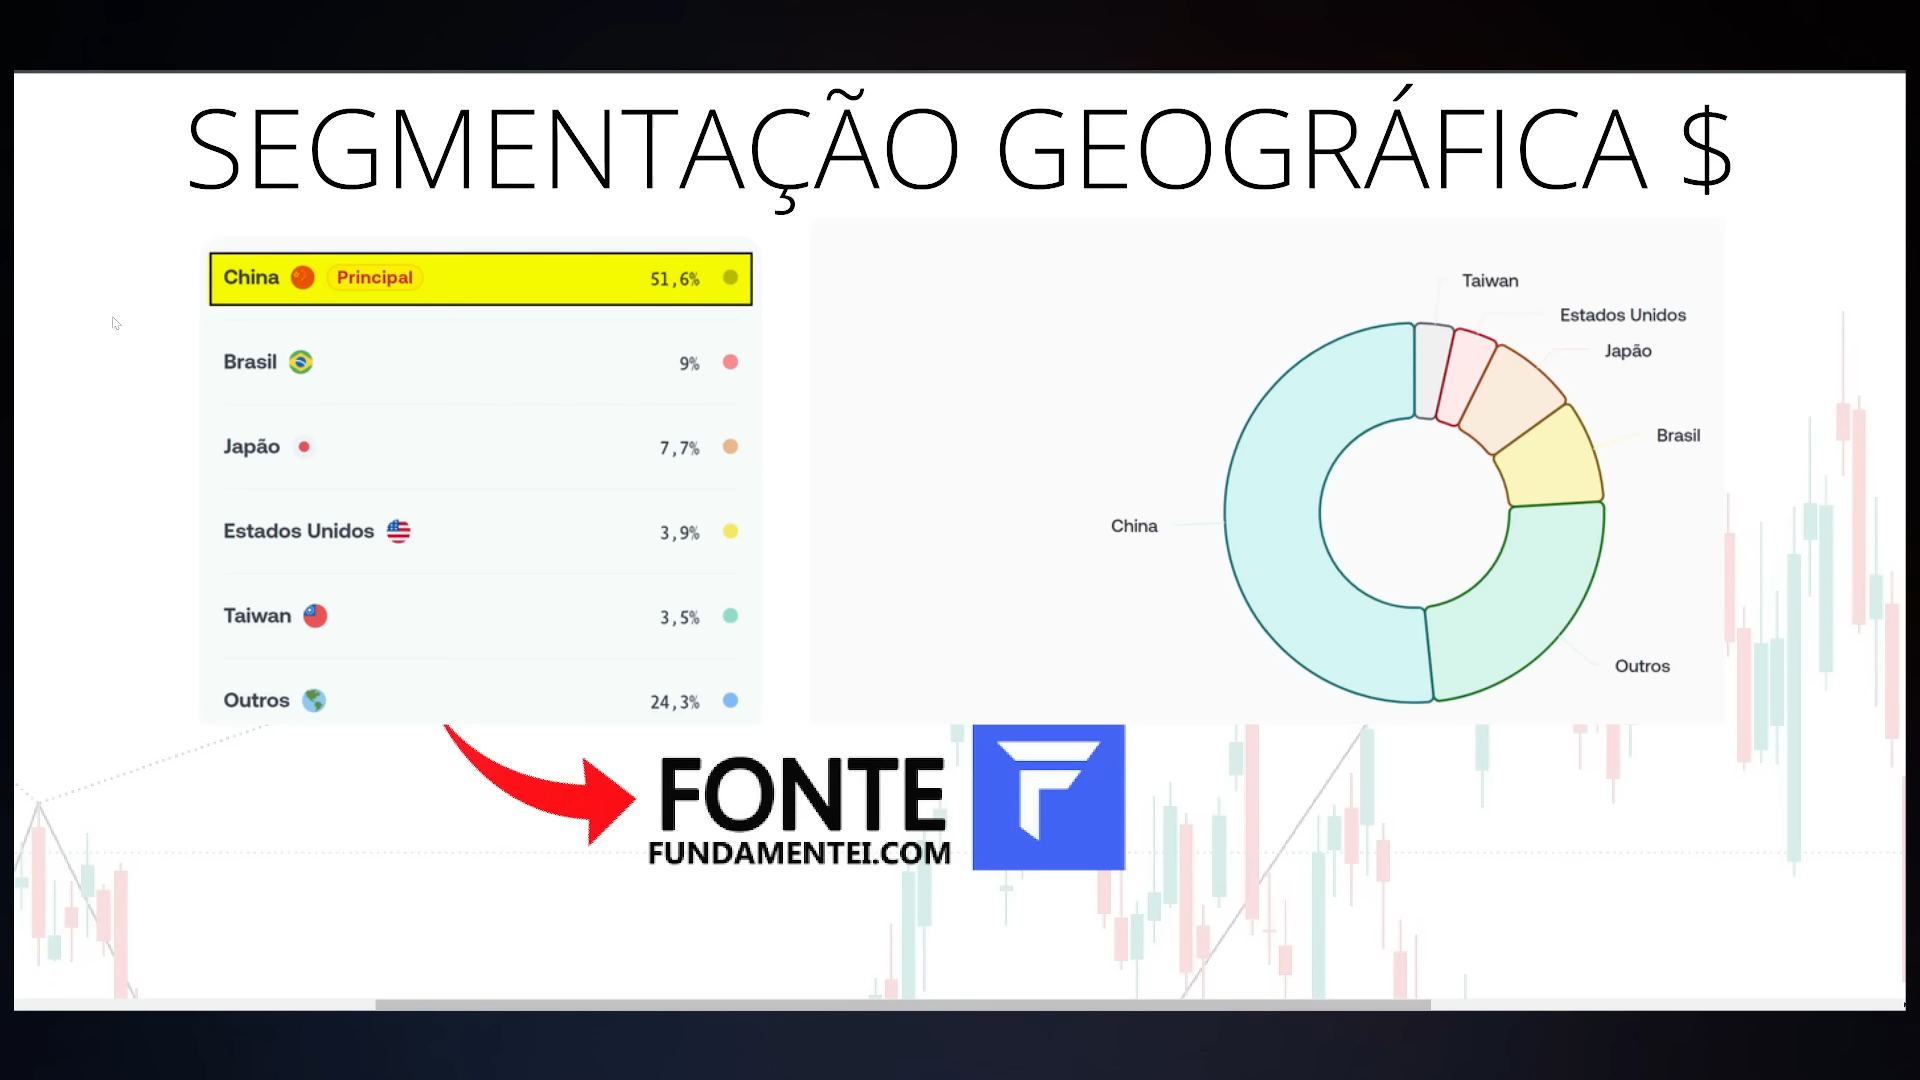 SEGMENTAÇÃO GEOGRÁFICA $
China Principal 51,6%
Brasil 9%
Japão 7,7%
Estados Unidos 3,9%
Taiwan 3,5%
Outros 24,3%
Taiwan
Estados Unidos
Japão
Brasil
China
Outros
FONTE
FUNDAMENTEI.COM